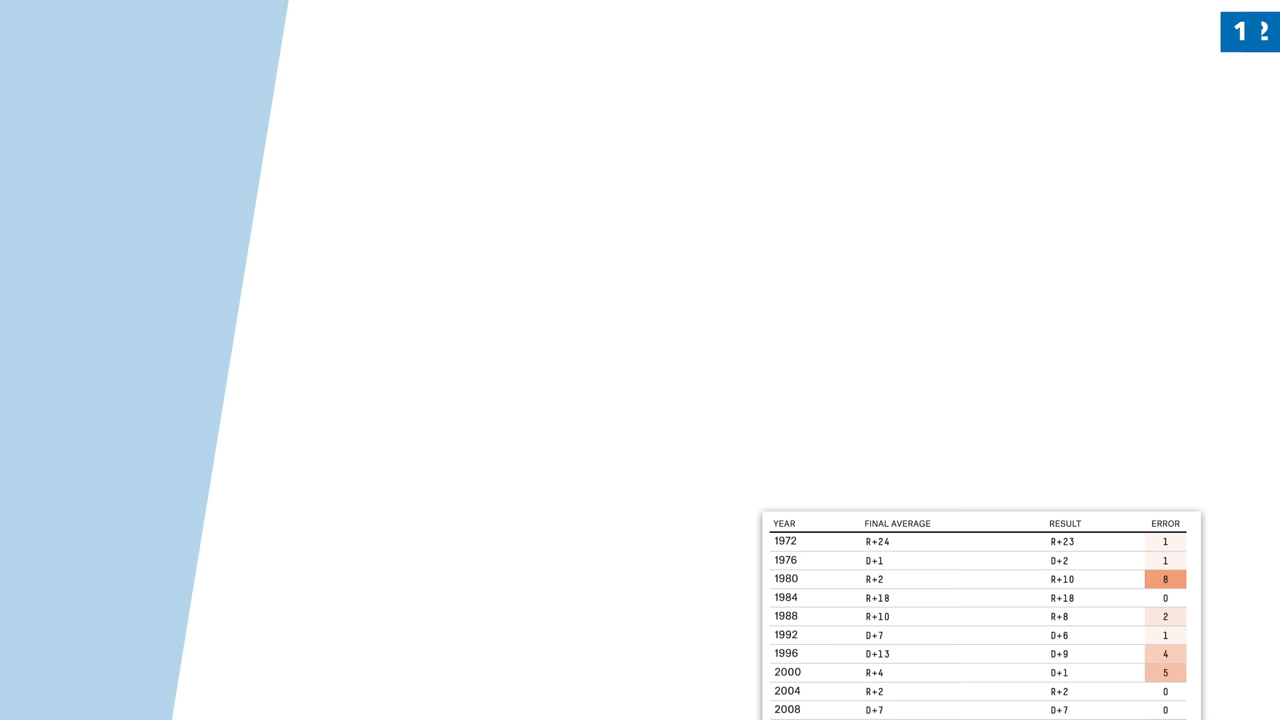 1 2
YEAR FINAL AVERAGE RESULT ERROR
1972 R+24 R+23 1
1976 D+1 D+2 1
1980 R+2 R+10 8
1984 R+18 R+18 0
1988 R+10 R+8 2
1992 D+7 D+6 1
1996 D+13 D+9 4
2000 R+4 D+1 5
2004 R+2 R+2 0
2008 D+7 D+7 0